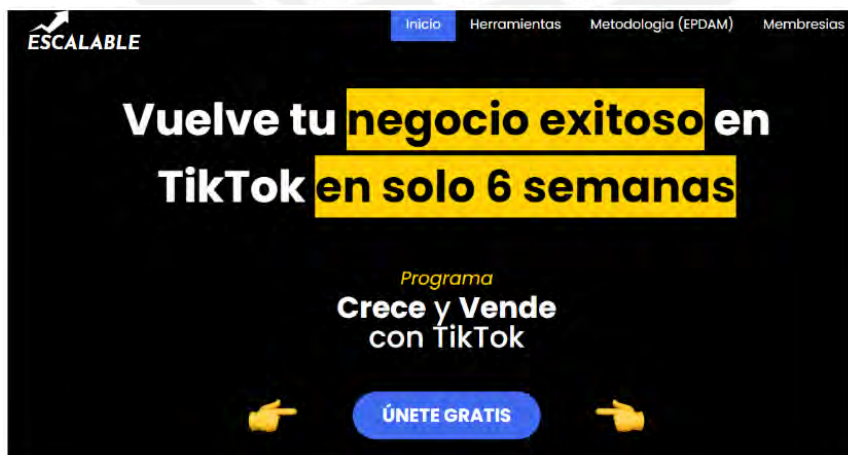 ESCALABLE
Inicio Herramientas Metodologia (EPDAM) Membresias
Vuelve tu negocio exitoso en
TikTok en solo 6 semanas
Programa
Crece y Vende
con TikTok
ÚNETE GRATIS